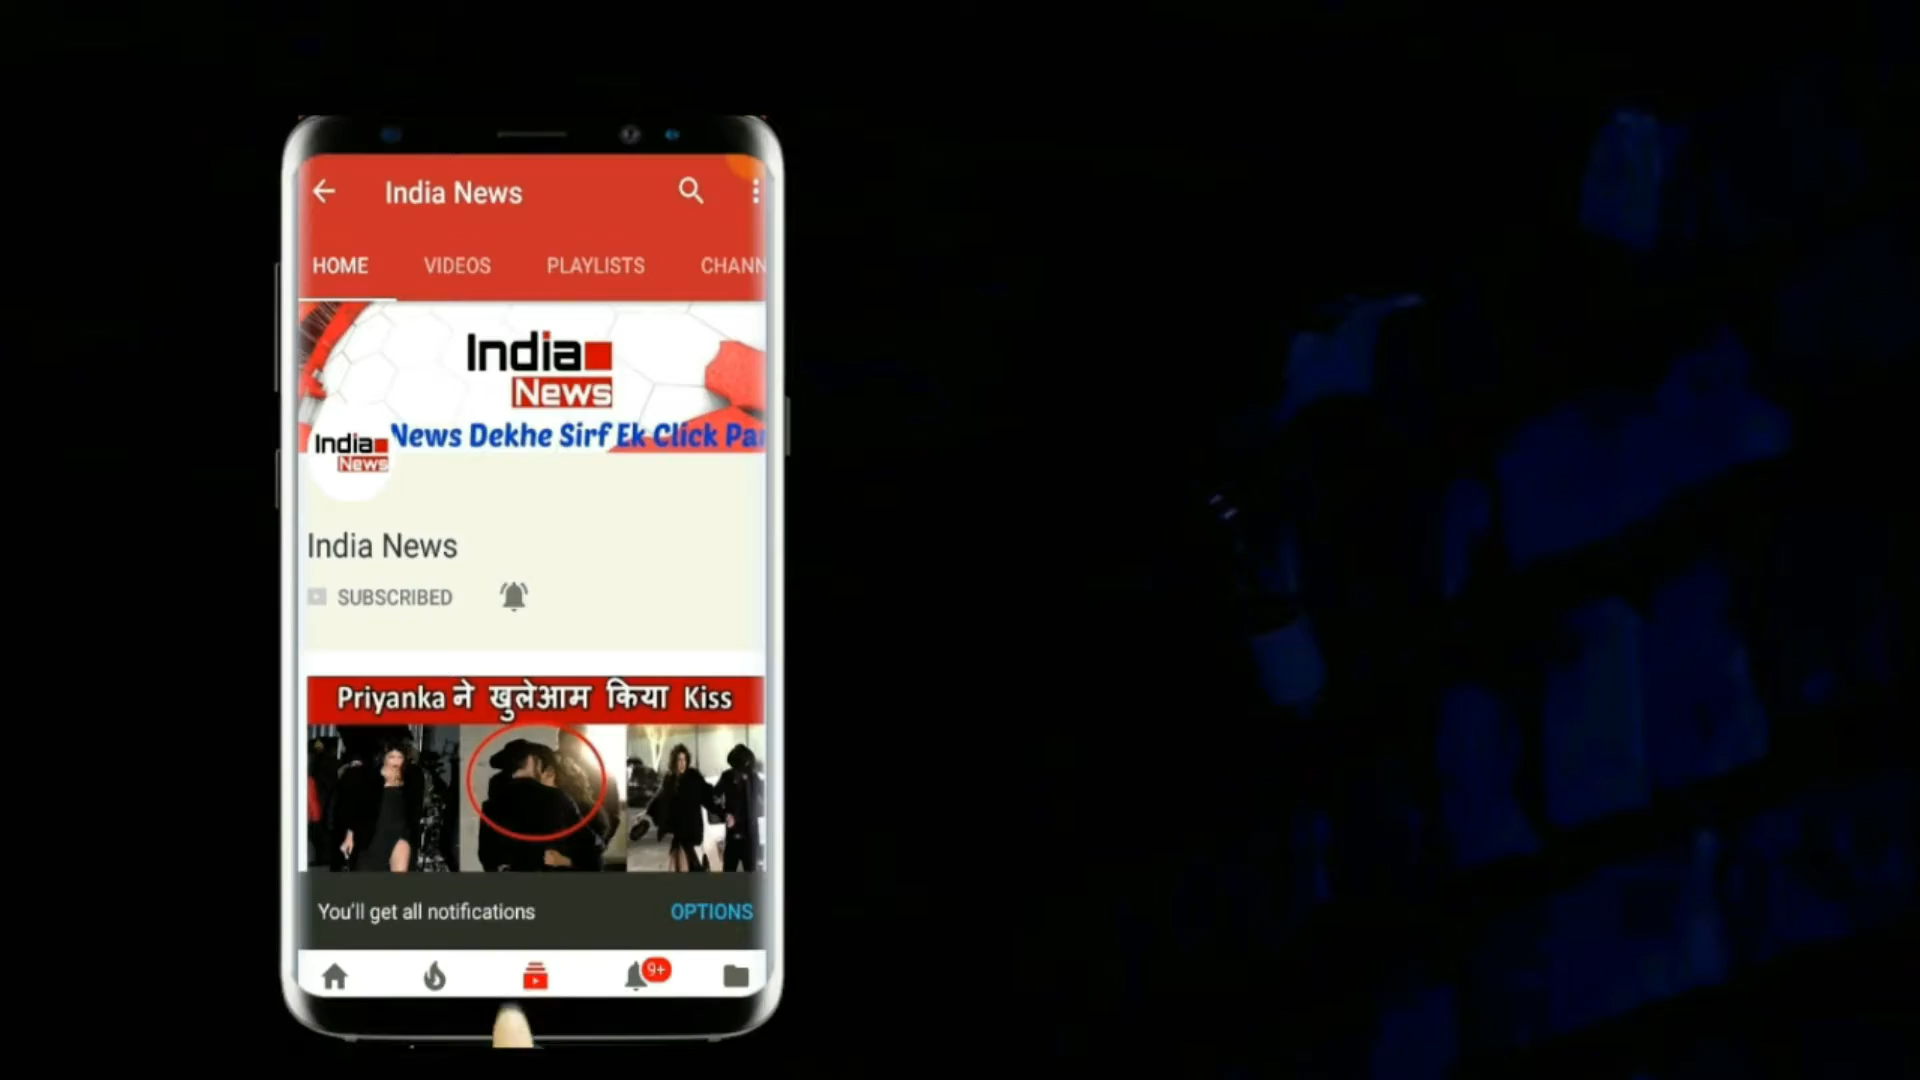 India News
HOME VIDEOS PLAYLISTS CHANN
India
News
News Dekhe Sirf Ek Click Par
India
News
India News
SUBSCRIBED
Priyanka ने खुलेआम किया Kiss
You'll get all notifications OPTIONS
9+